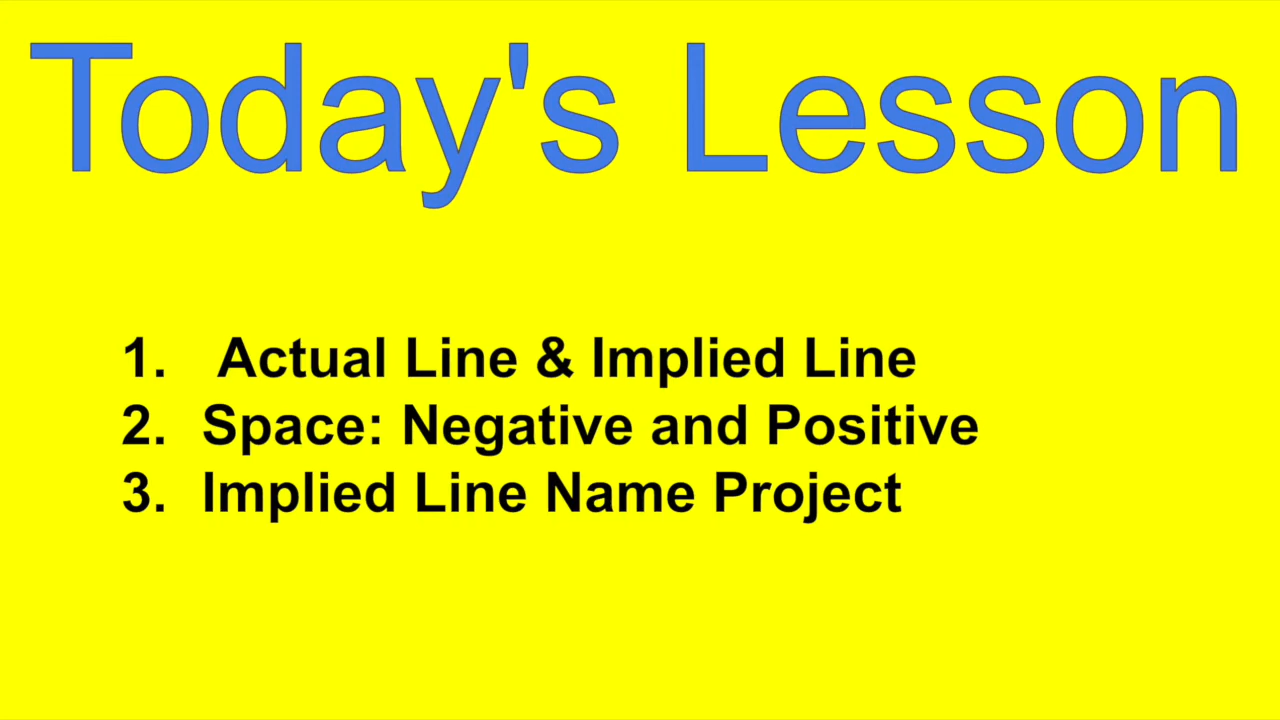 Today's Lesson
1. Actual Line & Implied Line
2. Space: Negative and Positive
3. Implied Line Name Project